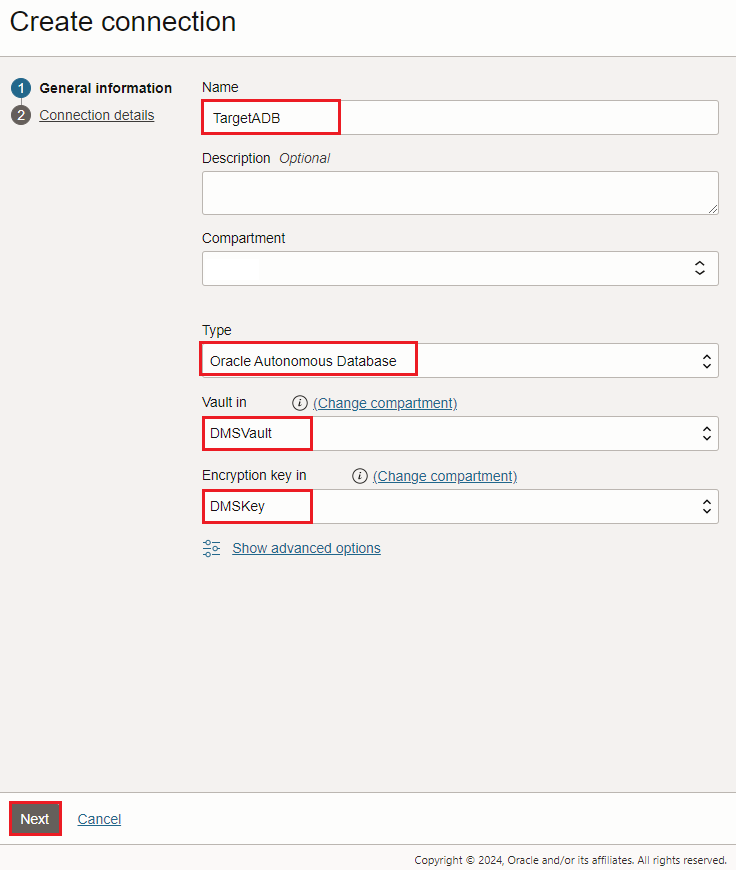 Create connection
1 General information
2 Connection details
Name
TargetADB
Description Optional
Compartment
Type
Oracle Autonomous Database
Vault in (Change compartment)
DMSVault
Encryption key in (Change compartment)
DMSKey
Show advanced options
Next Cancel
Copyright © 2024, Oracle and/or its affiliates. All rights reserved.